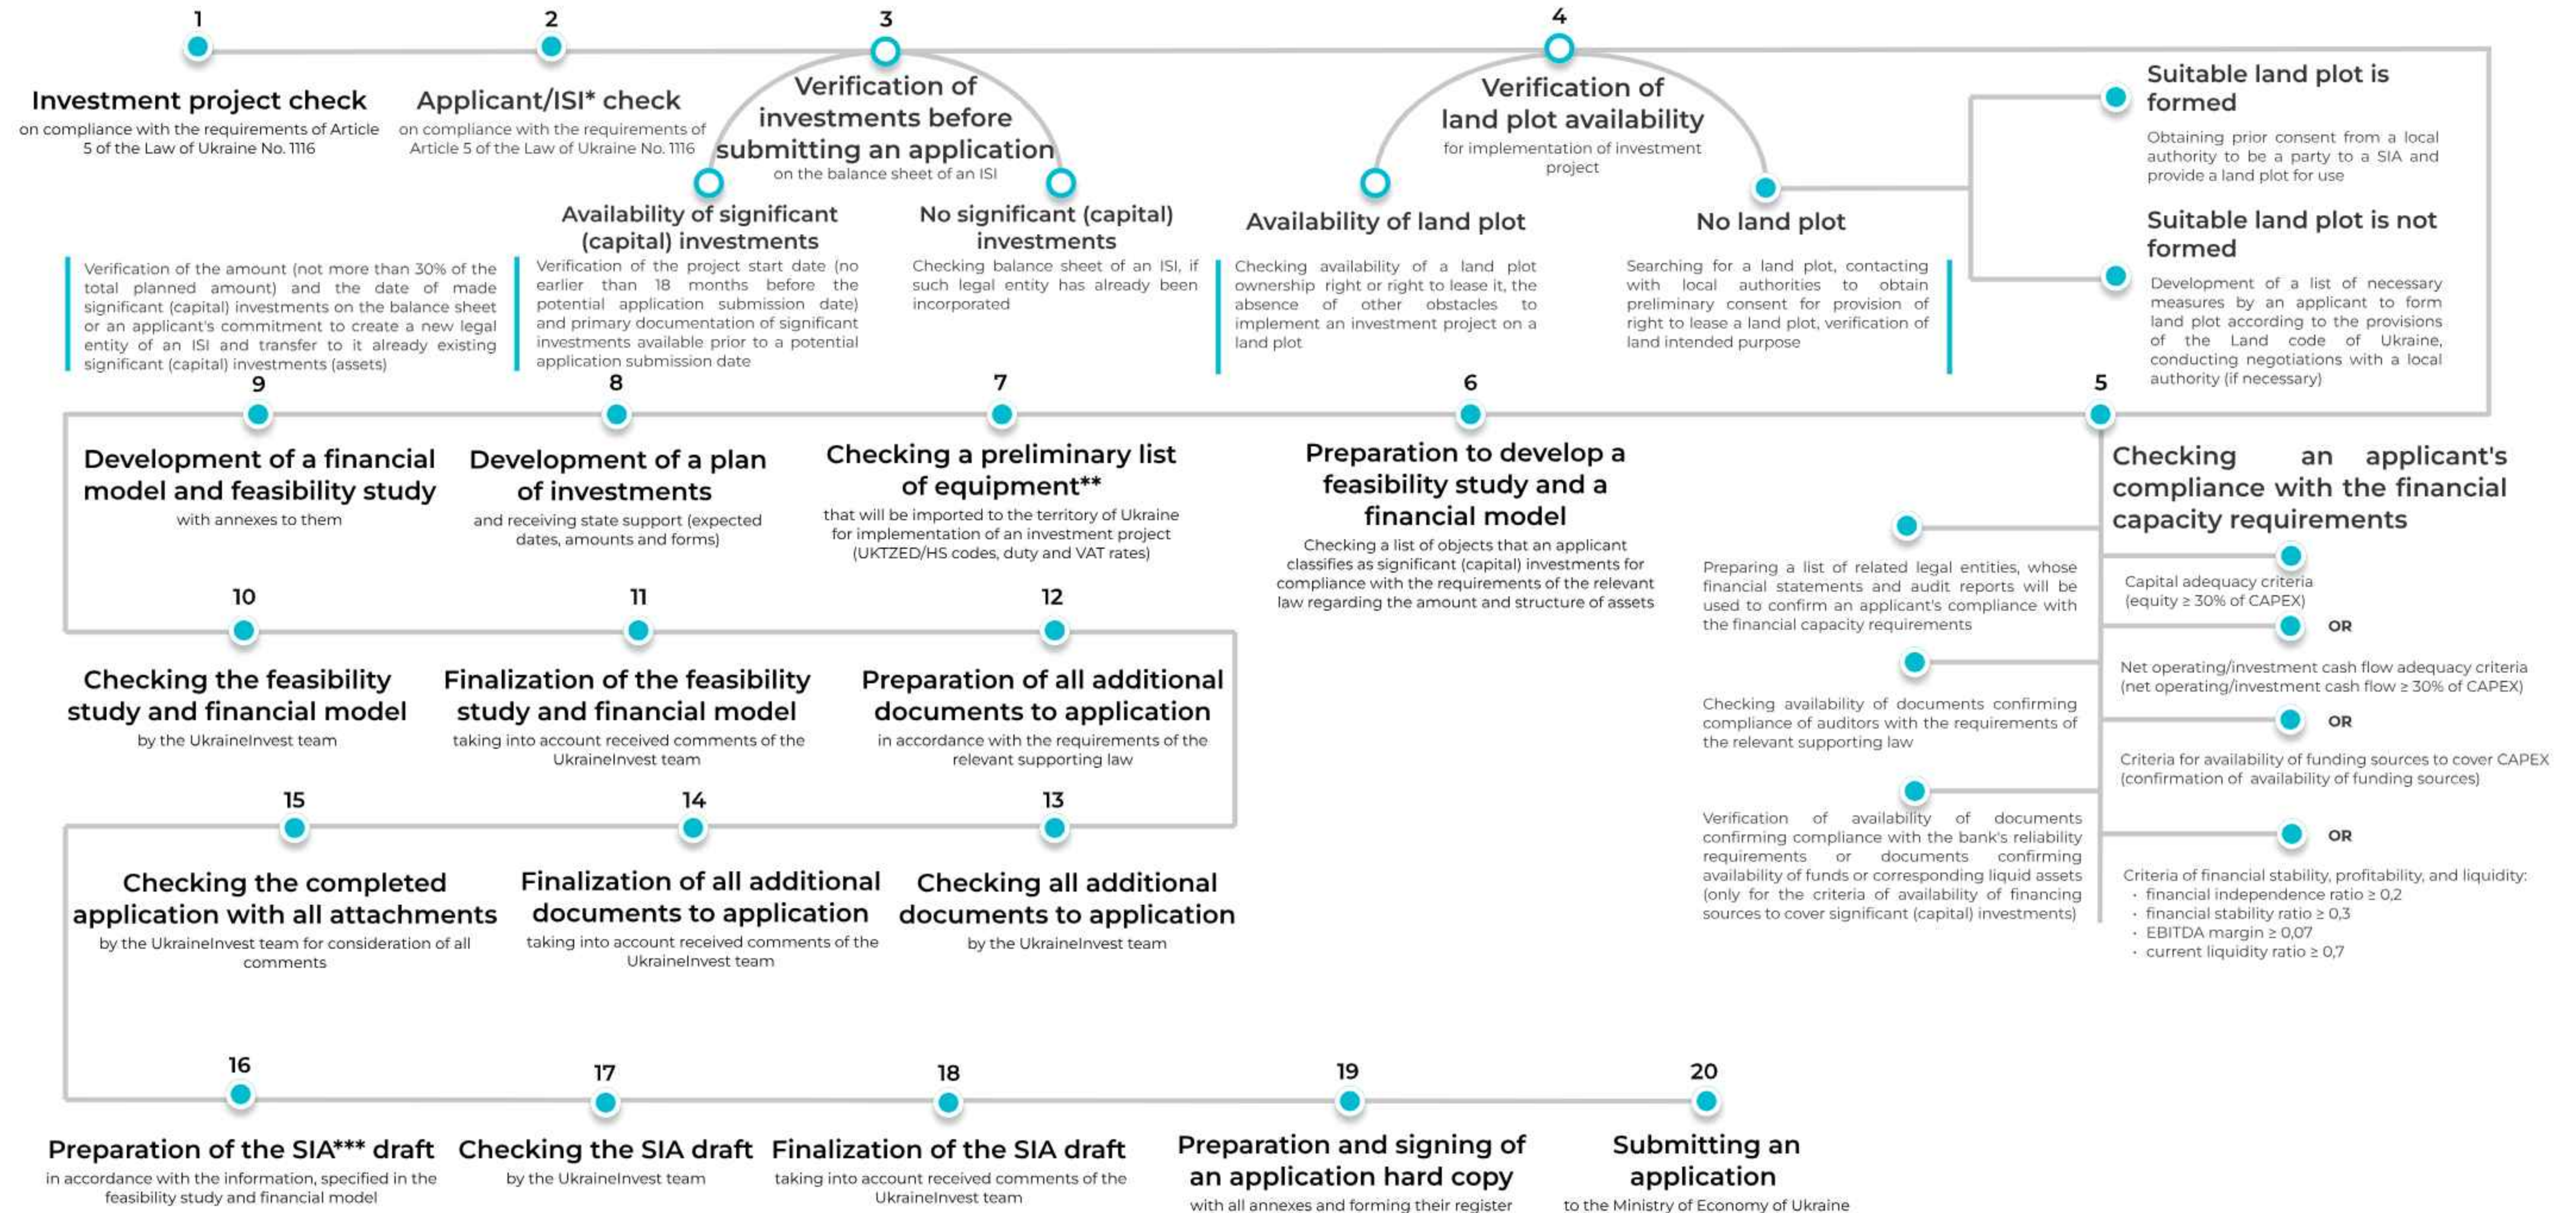 1
Investment project check
on compliance with the requirements of Article
5 of the Law of Ukraine No. 1116
2
Applicant/ISI* check
on compliance with the requirements of
Article 5 of the Law of Ukraine No. 1116
3
Verification of
investments before
submitting an application
on the balance sheet of an ISI
Availability of significant
(capital) investments
Verification of the amount (not more than 30% of the
total planned amount) and the date of made
significant (capital) investments on the balance sheet
or an applicant's commitment to create a new legal
entity of an ISI and transfer to it already existing
significant (capital) investments (assets)
Verification of the project start date (no
earlier than 18 months before the
potential application submission date)
and primary documentation of significant
investments available prior to a potential
application submission date
No significant (capital)
investments
Checking balance sheet of an ISI, if
such legal entity has already been
incorporated
4
Verification of
land plot availability
for implementation of investment
project
Availability of land plot
Checking availability of a land plot
ownership right or right to lease it, the
absence of other obstacles to
implement an investment project on a
land plot
No land plot
Searching for a land plot, contacting
with local authorities to obtain
preliminary consent for provision of
right to lease a land plot, verification of
land intended purpose
Suitable land plot is
formed
Obtaining prior consent from a local
authority to be a party to a SIA and
provide a land plot for use
Suitable land plot is not
formed
Development of a list of necessary
measures by an applicant to form
land plot according to the provisions
of the Land code of Ukraine,
conducting negotiations with a local
authority (if necessary)
5
Checking an applicant's
compliance with the financial
capacity requirements
Preparing a list of related legal entities, whose
financial statements and audit reports will be
used to confirm an applicant's compliance with
the financial capacity requirements
Checking availability of documents confirming
compliance of auditors with the requirements of
the relevant supporting law
Verification of availability of documents
confirming compliance with the bank's reliability
requirements or documents confirming
availability of funds or corresponding liquid assets
(only for the criteria of availability of financing
sources to cover significant (capital) investments)
Capital adequacy criteria
(equity ≥ 30% of CAPEX)
OR
Net operating/investment cash flow adequacy criteria
(net operating/investment cash flow ≥ 30% of CAPEX)
OR
Criteria for availability of funding sources to cover CAPEX
(confirmation of availability of funding sources)
OR
Criteria of financial stability, profitability, and liquidity:
· financial independence ratio ≥ 0,2
· financial stability ratio ≥ 0,3
· EBITDA margin ≥ 0,07
· current liquidity ratio ≥ 0,7
6
Preparation to develop a
feasibility study and a
financial model
Checking a list of objects that an applicant
classifies as significant (capital) investments for
compliance with the requirements of the relevant
law regarding the amount and structure of assets
7
Checking a preliminary list
of equipment**
that will be imported to the territory of Ukraine
for implementation of an investment project
(UKTZED/HS codes, duty and VAT rates)
8
Development of a plan
of investments
and receiving state support (expected
dates, amounts and forms)
9
Development of a financial
model and feasibility study
with annexes to them
10
Checking the feasibility
study and financial model
by the UkraineInvest team
11
Finalization of the feasibility
study and financial model
taking into account received comments of the
UkraineInvest team
12
Preparation of all additional
documents to application
in accordance with the requirements of the
relevant supporting law
13
Checking all additional
documents to application
by the UkraineInvest team
14
Finalization of all additional
documents to application
taking into account received comments of the
UkraineInvest team
15
Checking the completed
application with all attachments
by the UkraineInvest team for consideration of all
comments
16
Preparation of the SIA*** draft
in accordance with the information, specified in the
feasibility study and financial model
17
Checking the SIA draft
by the UkraineInvest team
18
Finalization of the SIA draft
taking into account received comments of the
UkraineInvest team
19
Preparation and signing of
an application hard copy
with all annexes and forming their register
20
Submitting an
application
to the Ministry of Economy of Ukraine